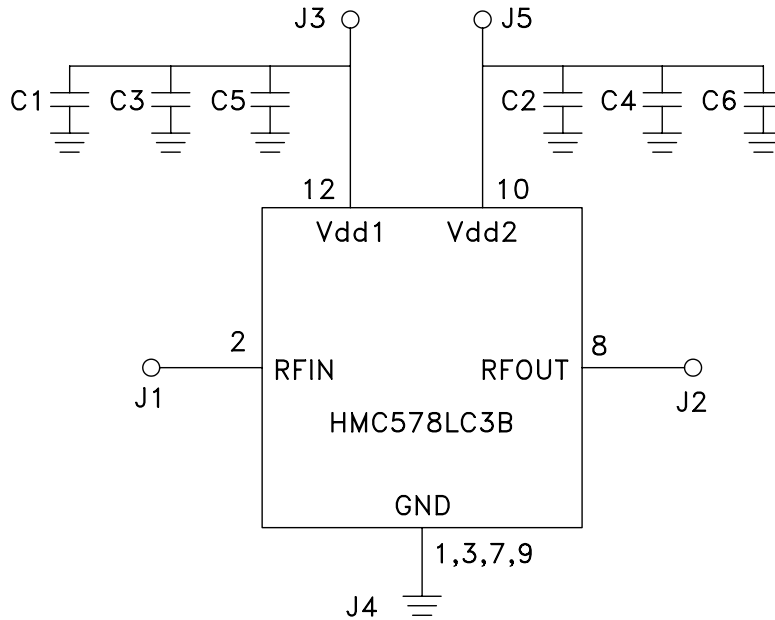 J3 J5
C1 C3 C5 C2 C4 C6
12 10
Vdd1 Vdd2
2 8
RFIN RFOUT
J1 J2
HMC578LC3B
GND
1,3,7,9
J4